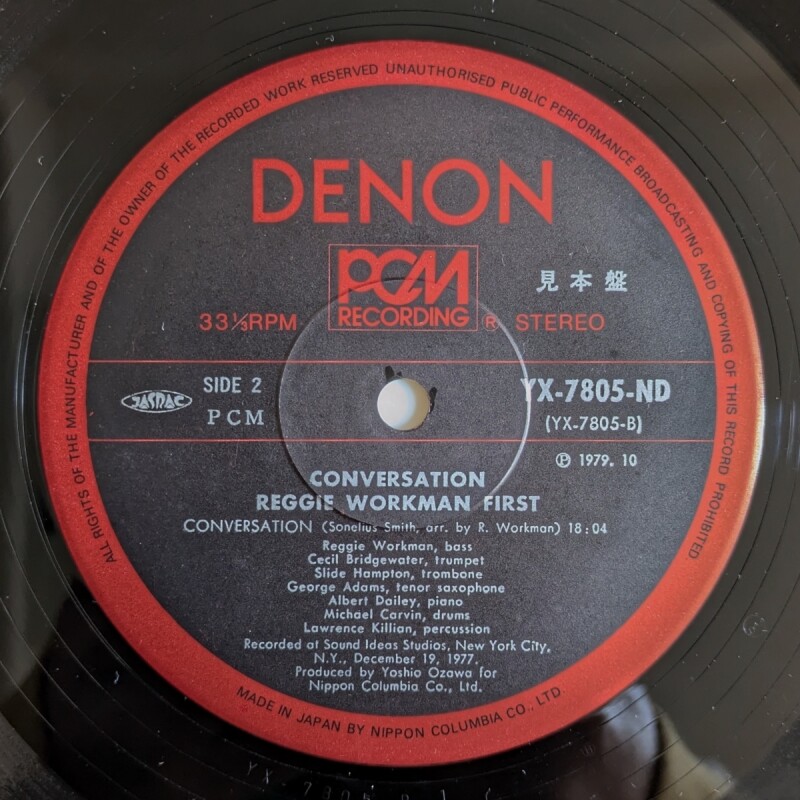 ALL RIGHTS OF THE MANUFACTURER AND OF THE OWNER OF THE RECORDED WORK RESERVED UNAUTHORISED PUBLIC PERFORMANCE BROADCASTING AND COPYING OF THIS RECORD PROHIBITED
DENON
PCM
RECORDING
見本盤
33⅓RPM
® STEREO
JASRAC
SIDE 2
PCM
YX-7805-ND
(YX-7805-B)
Ⓟ 1979. 10
CONVERSATION
REGGIE WORKMAN FIRST
CONVERSATION (Sonelius Smith, arr. by R. Workman) 18:04
Reggie Workman, bass
Cecil Bridgewater, trumpet
Slide Hampton, trombone
George Adams, tenor saxophone
Albert Dailey, piano
Michael Carvin, drums
Lawrence Killian, percussion
Recorded at Sound Ideas Studios, New York City,
N.Y., December 19, 1977.
Produced by Yoshio Ozawa for
Nippon Columbia Co., Ltd.
MADE IN JAPAN BY NIPPON COLUMBIA CO., LTD